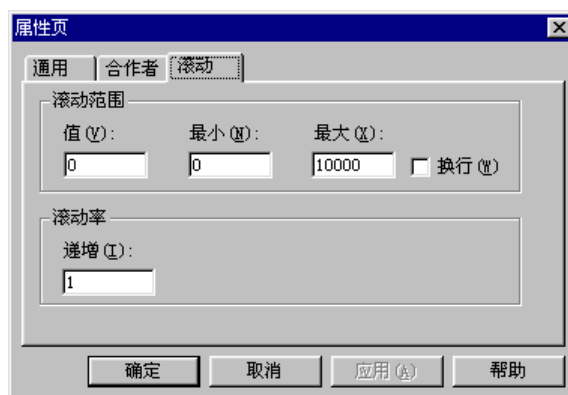 属性页
通用 合作者 滚动
滚动范围
值(V): 最小(N): 最大(X):
0 0 10000 换行(W)
滚动率
递增(I):
1
确定 取消 应用(A) 帮助